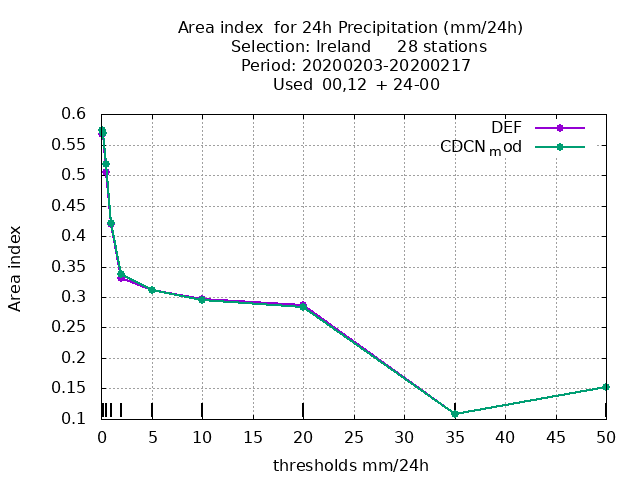 Area index  for 24h Precipitation (mm/24h)
Selection: Ireland     28 stations
Period: 20200203-20200217
Used  00,12  + 24-00
DEF
CDCNmod
0.6
0.55
0.5
0.45
0.4
0.35
0.3
0.25
0.2
0.15
0.1
Area index
0 5 10 15 20 25 30 35 40 45 50
thresholds mm/24h